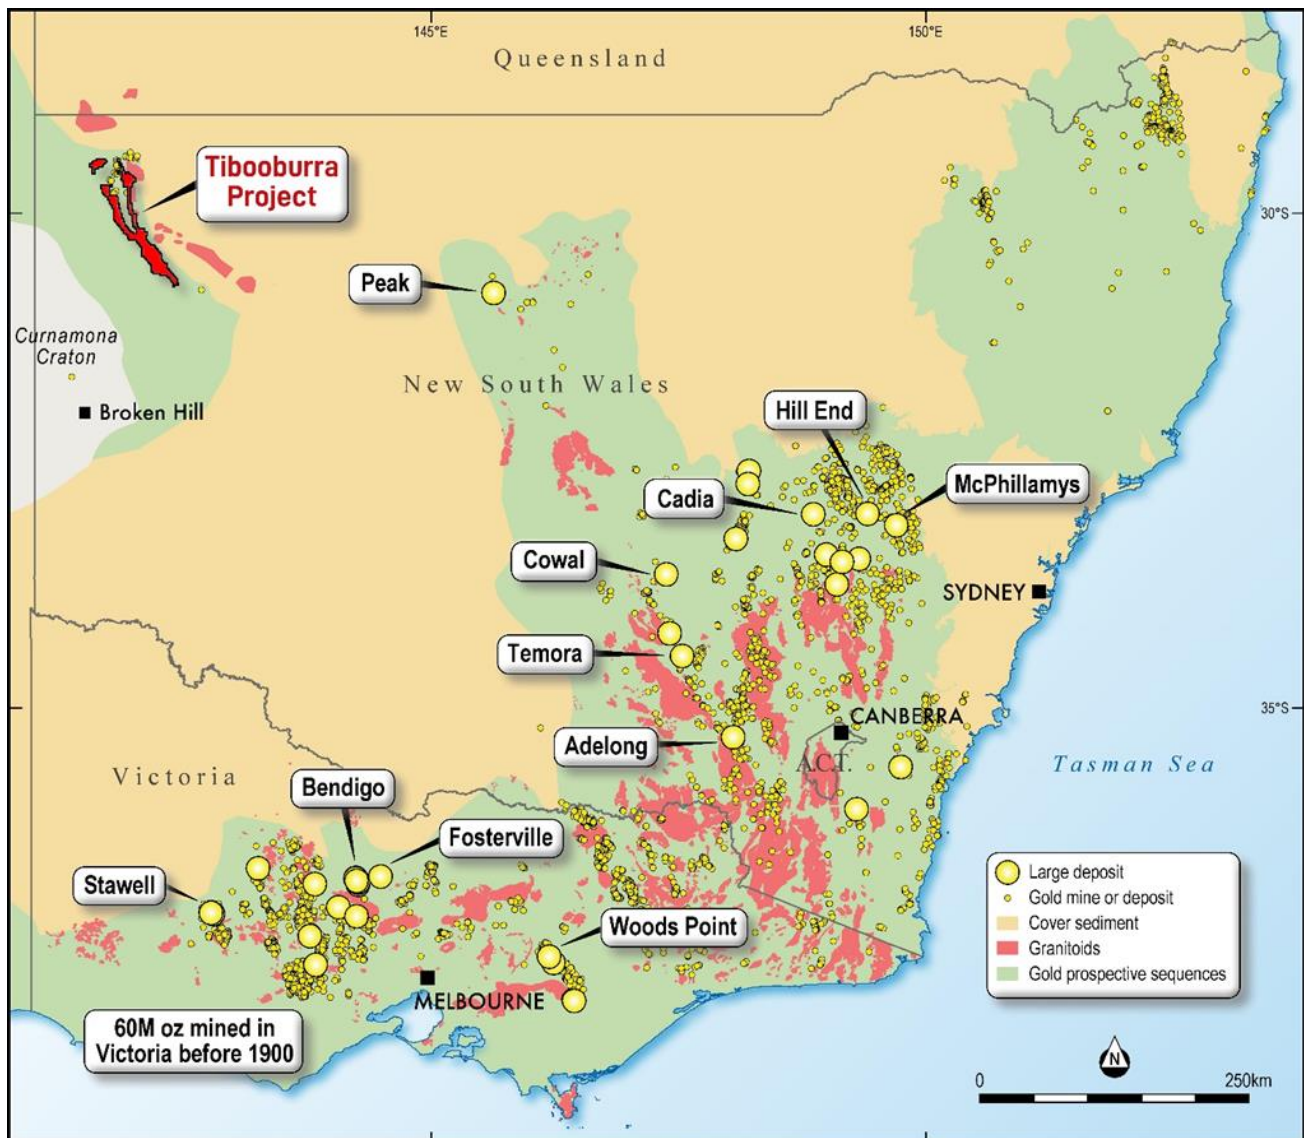 145°E
150°E
Queensland
Tibooburra
Project
30°S
Peak
Curnamona
Craton
New South Wales
Broken Hill
Hill End
McPhillamys
Cadia
Cowal
SYDNEY
Temora
CANBERRA
35°S
Adelong
A.C.T.
Tasman Sea
Victoria
Bendigo
Fosterville
Stawell
Woods Point
MELBOURNE
60M oz mined in
Victoria before 1900
Large deposit
Gold mine or deposit
Cover sediment
Granitoids
Gold prospective sequences
N
0
250km